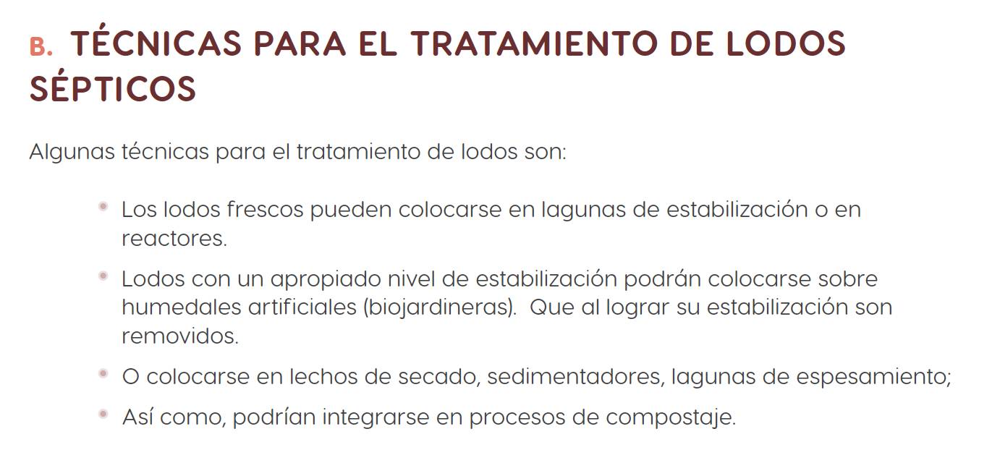 B. TÉCNICAS PARA EL TRATAMIENTO DE LODOS
SÉPTICOS
Algunas técnicas para el tratamiento de lodos son:
Los lodos frescos pueden colocarse en lagunas de estabilización o en
reactores.
Lodos con un apropiado nivel de estabilización podrán colocarse sobre
humedales artificiales (biojardineras).  Que al lograr su estabilización son
removidos.
O colocarse en lechos de secado, sedimentadores, lagunas de espesamiento;
Así como, podrían integrarse en procesos de compostaje.